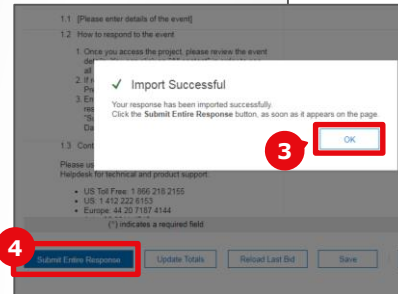 1.1 [Please enter details of the event]
1.2 How to respond to the event
1. Once you access the project, please review the event
all
2. If
3.
✓ Import Successful
Your response has been imported successfully.
Click the Submit Entire Response button, as soon as it appears on the page.
OK
3
1.3 Cont
Please us
Helpdesk for technical and product support:
US Toll Free: 1 866 218 2155
US: 1 412 222 6153
Europe: 44 20 7187 4144
(*) indicates a required field
4
Submit Entire Response
Update Totals
Reload Last Bid
Save